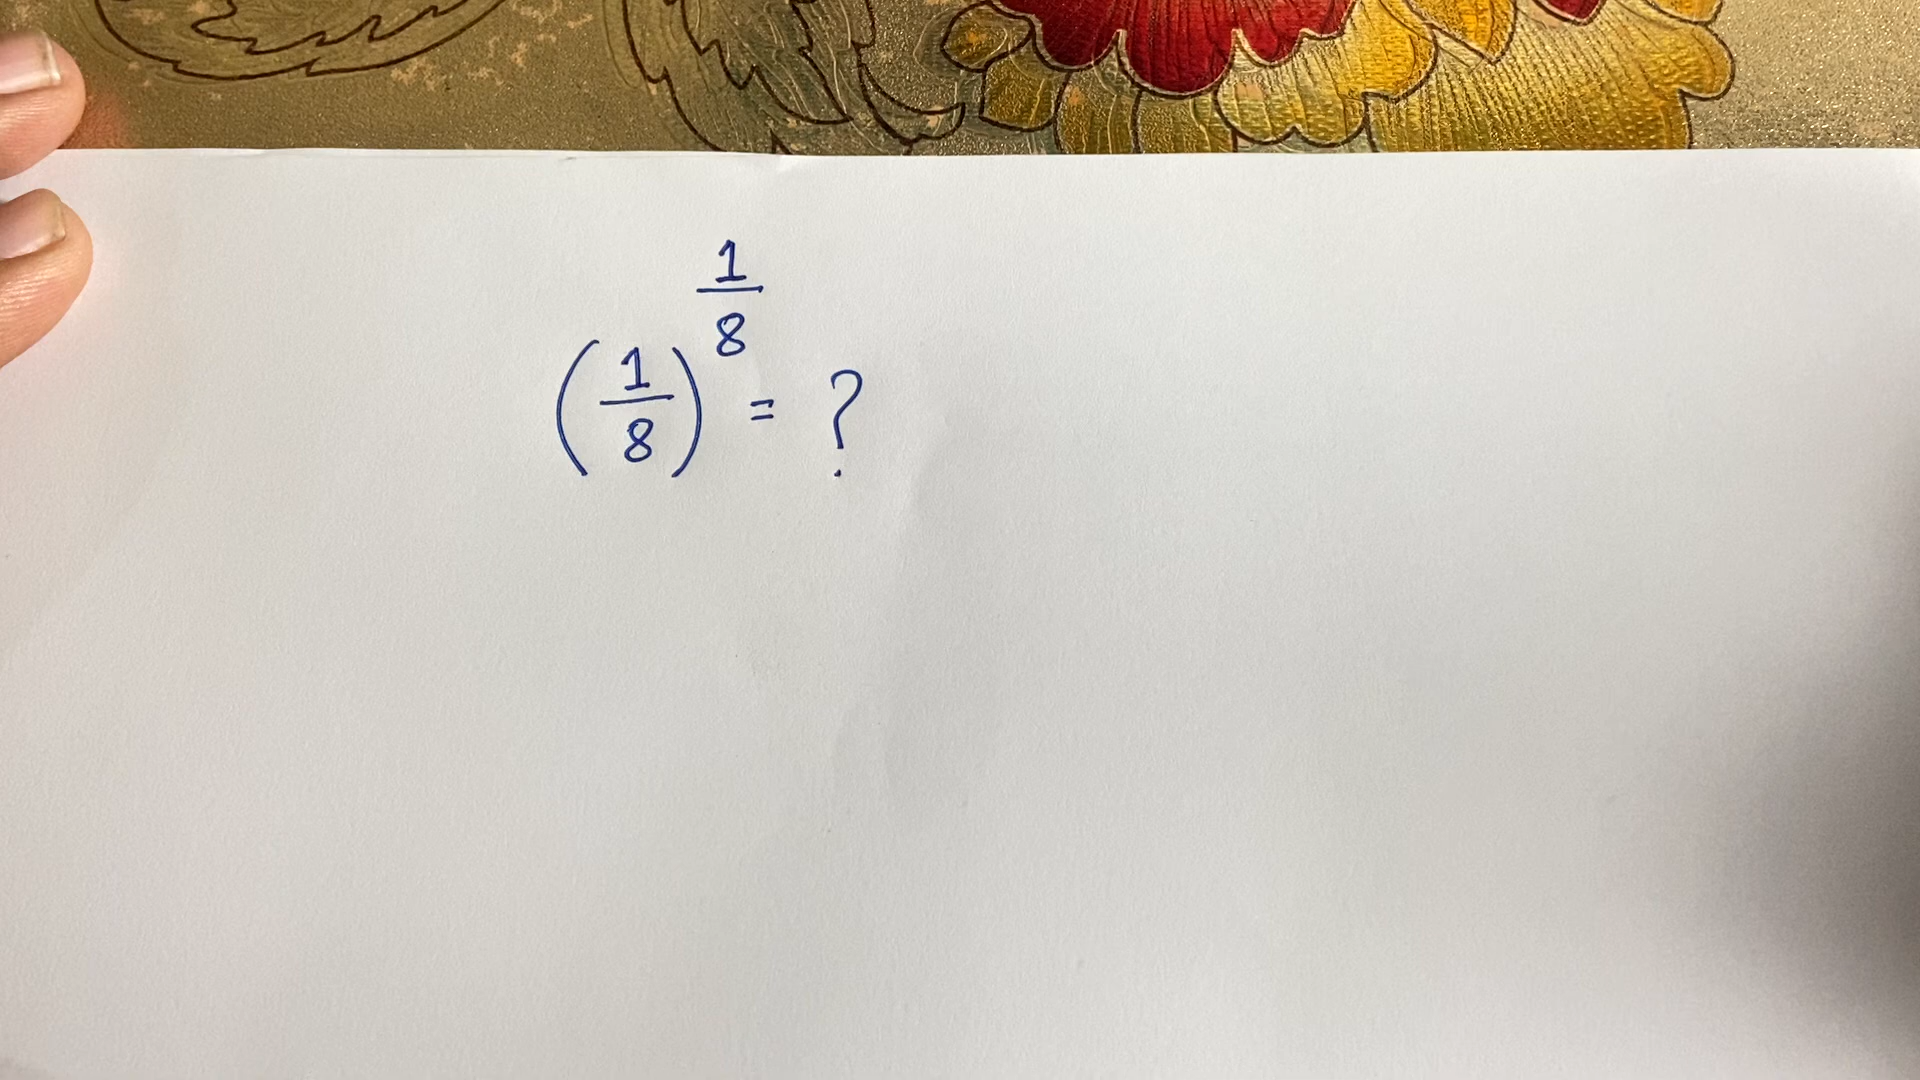 (1/8)^(1/8) = ?